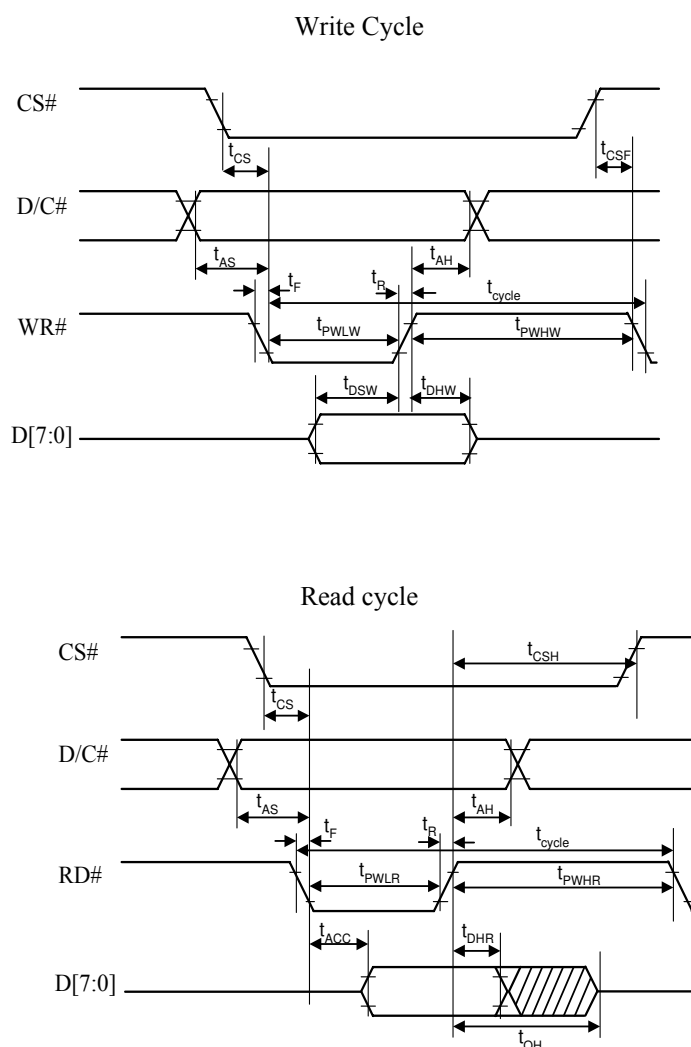 Write Cycle
CS#
tCS
tCSF
D/C#
tAS
tAH
tF
tR
tcycle
WR#
tPWLW
tPWHW
tDSW
tDHW
D[7:0]
Read cycle
CS#
tCSH
tCS
D/C#
tAS
tAH
tF
tR
tcycle
RD#
tPWLR
tPWHR
tACC
tDHR
D[7:0]
tOH